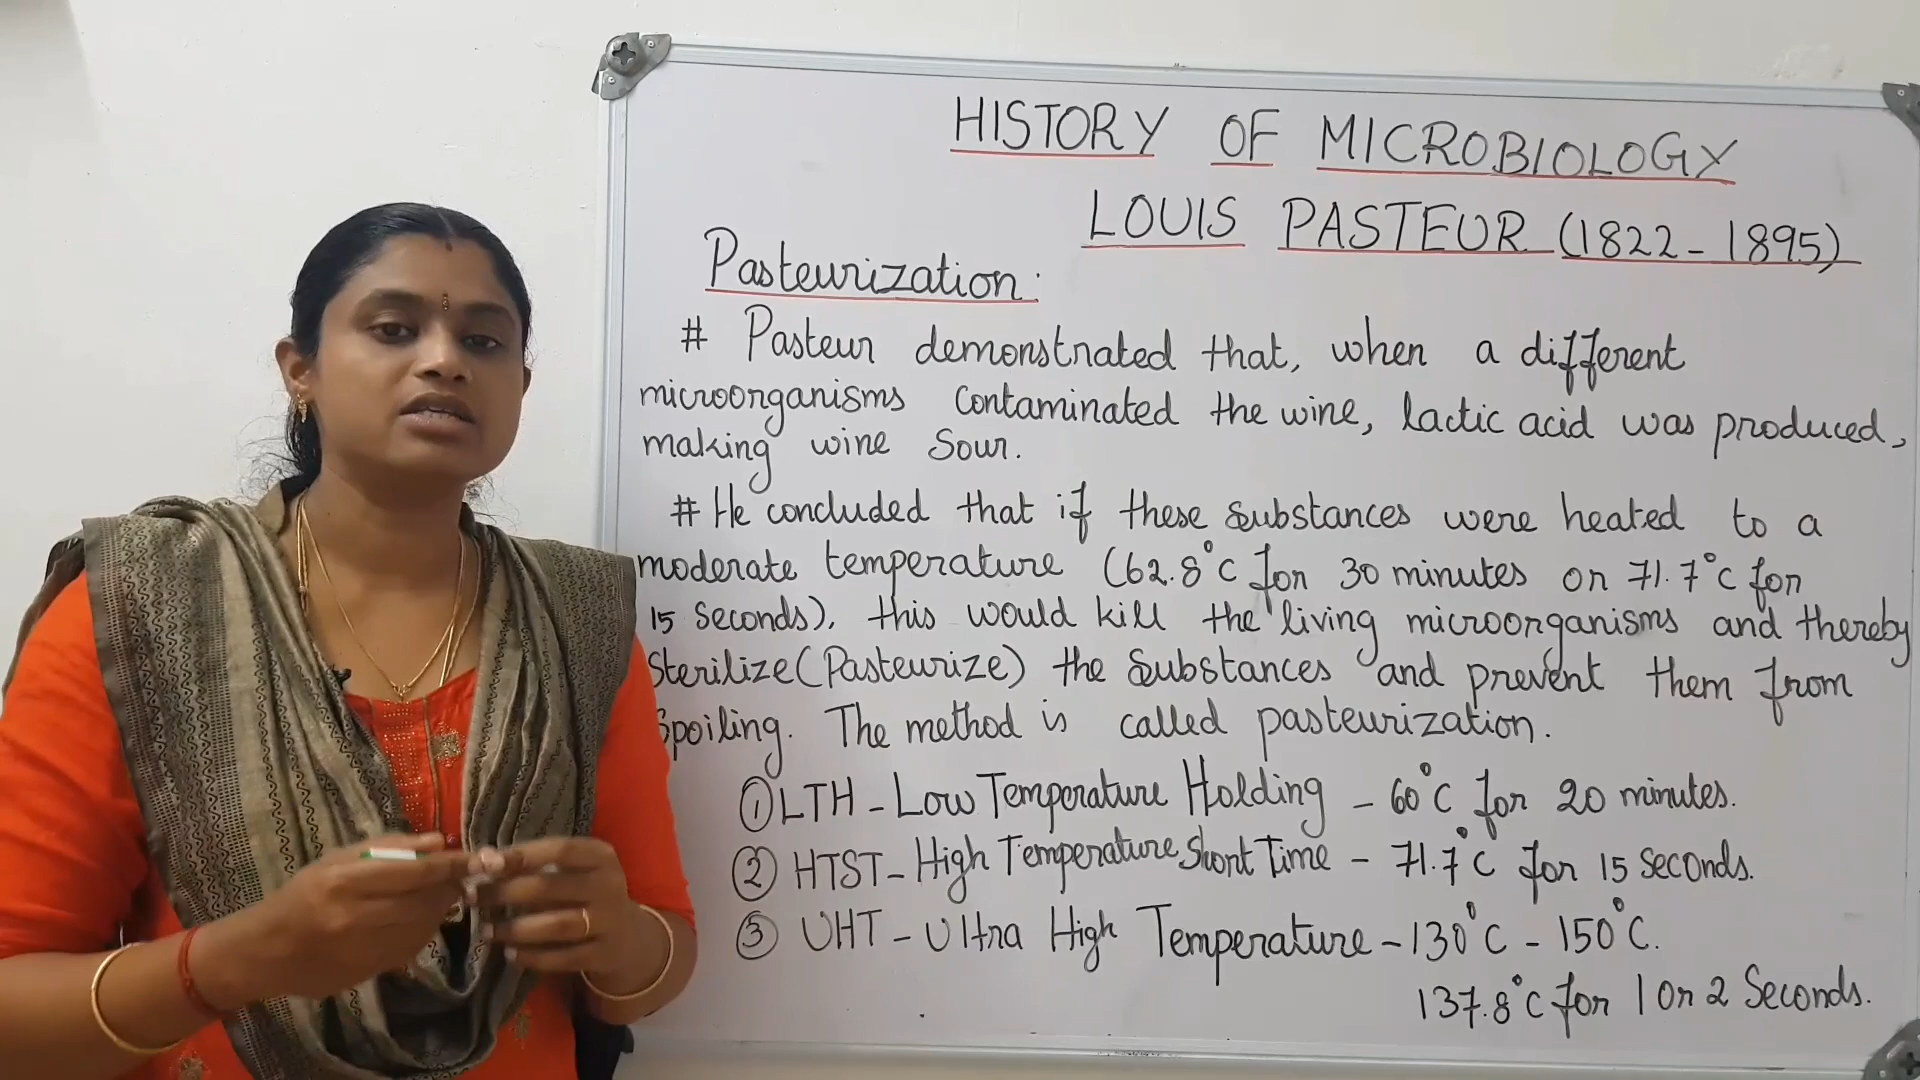 HISTORY OF MICROBIOLOGY
LOUIS PASTEUR (1822-1895)
Pasteurization:
# Pasteur demonstrated that, when a different
microorganisms contaminated the wine, lactic acid was produced,
making wine sour.
# He concluded that if these substances were heated to a
moderate temperature (62.8°C for 30 minutes or 71.7°C for
15 seconds), this would kill the living microorganisms and thereby
Sterilize (Pasteurize) the substances and prevent them from
spoiling. The method is called pasteurization.
① LTH - Low Temperature Holding - 60°C for 20 minutes.
② HTST - High Temperature Short Time - 71.7°C for 15 seconds.
③ UHT - Ultra High Temperature - 130°C - 150°C.
137.8°C for 1 or 2 Seconds.